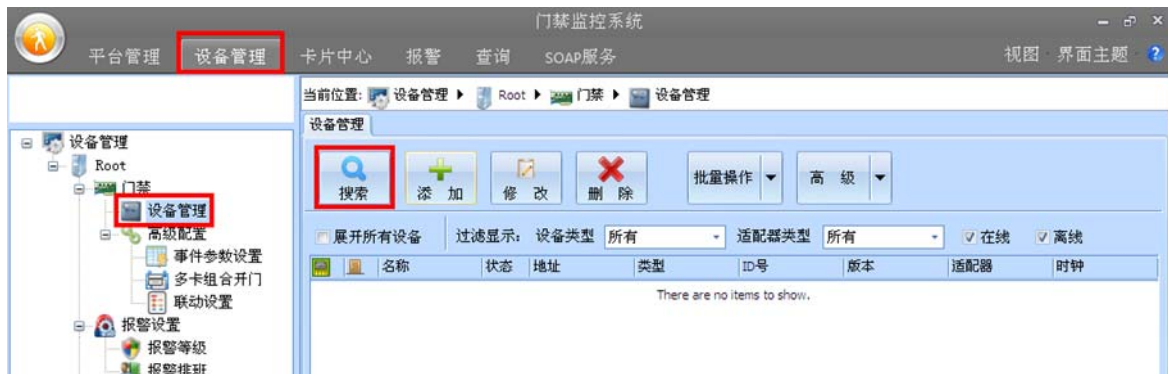 门禁监控系统
平台管理 设备管理 卡片中心 报警 查询 SOAP服务 视图 界面主题
当前位置: 设备管理 Root 门禁 设备管理
设备管理
设备管理
Root
门禁
设备管理
高级配置
事件参数设置
多卡组合开门
联动设置
报警设置
报警等级
报警排班
搜索 添 加 修 改 删 除 批量操作 高 级
展开所有设备 过滤显示: 设备类型 所有 适配器类型 所有 在线 离线
名称 状态 地址 类型 ID号 版本 适配器 时钟
There are no items to show.